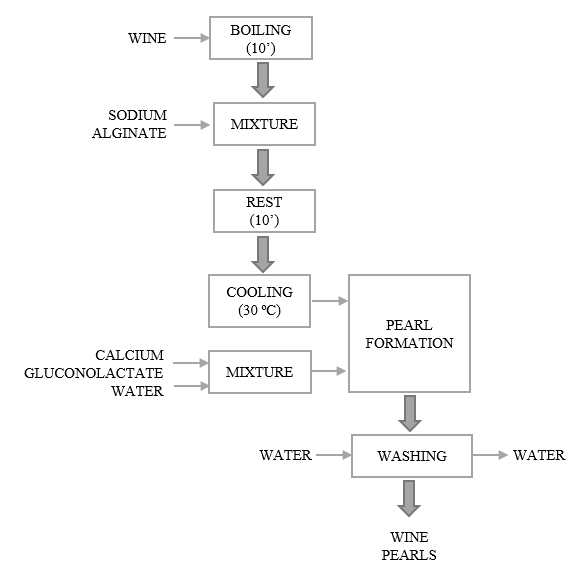 WINE
BOILING
(10’)
SODIUM
ALGINATE
MIXTURE
REST
(10’)
COOLING
(30 ºC)
PEARL
FORMATION
CALCIUM
GLUCONOLACTATE
WATER
MIXTURE
WATER
WASHING
WATER
WINE
PEARLS